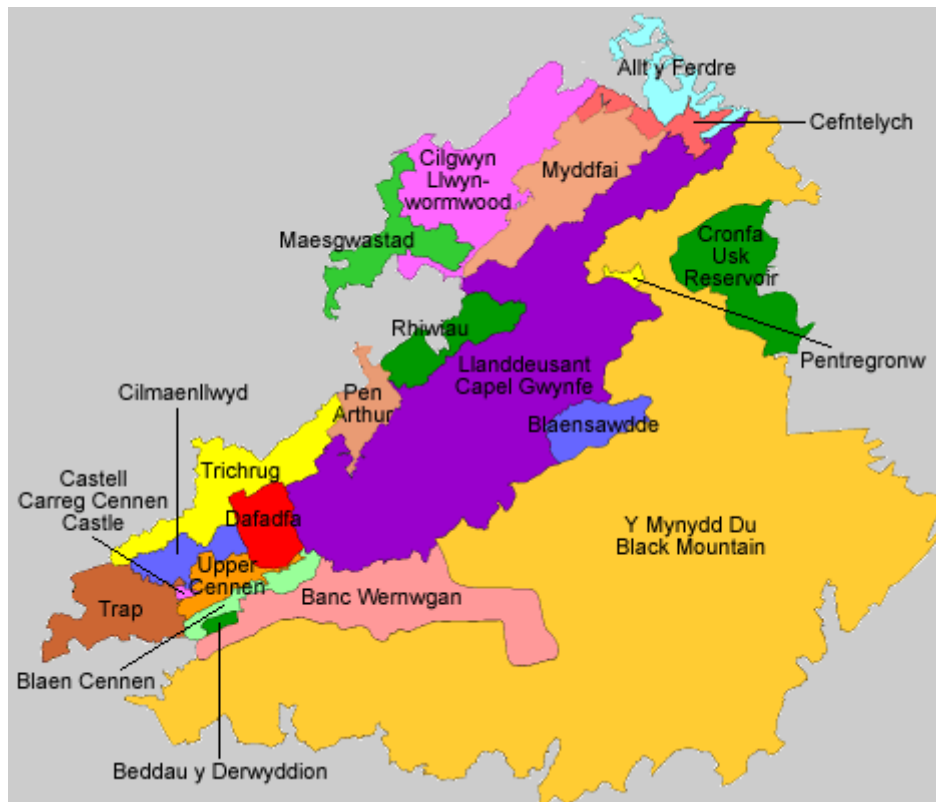 Allt y Ferdre
Cefntelych
Cilgwyn
Llwyn-
wormwood
Myddfai
Maesgwastad
Cronfa
Usk
Reservoir
Rhiwiau
Pentregronw
Llanddeusant
Capel Gwynfe
Pen
Arthur
Cilmaenllwyd
Blaensawdde
Trichrug
Castell
Carreg Cennen
Castle
Dafadfa
Y Mynydd Du
Black Mountain
Upper
Cennen
Trap
Banc Wernwgan
Blaen Cennen
Beddau y Derwyddion